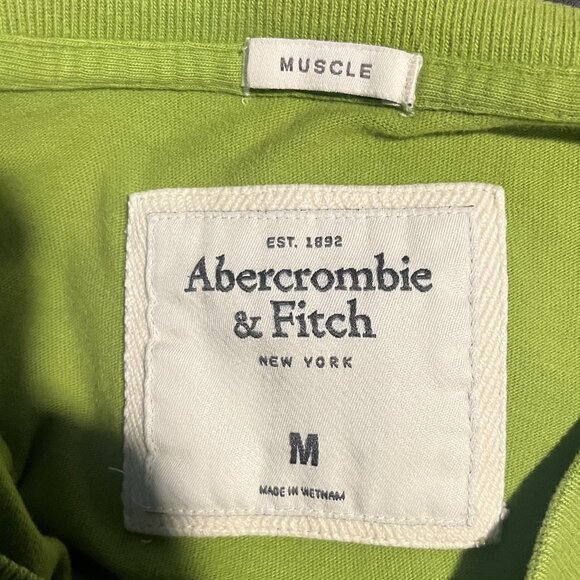 MUSCLE
EST. 1892
Abercrombie
& Fitch
NEW YORK
M
MADE IN VIETNAM